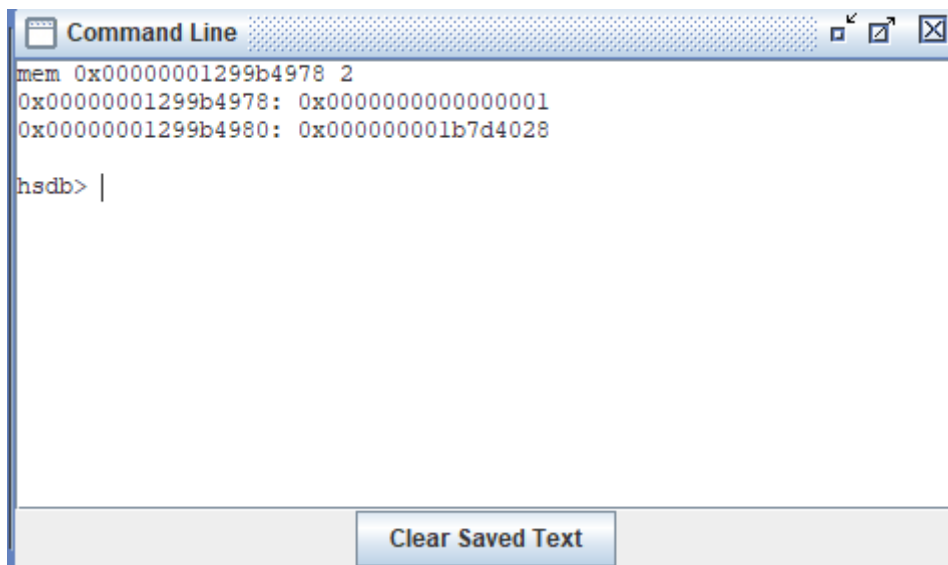 Command Line
mem 0x00000001299b4978 2
0x00000001299b4978: 0x0000000000000001
0x00000001299b4980: 0x000000001b7d4028
hsdb>
Clear Saved Text